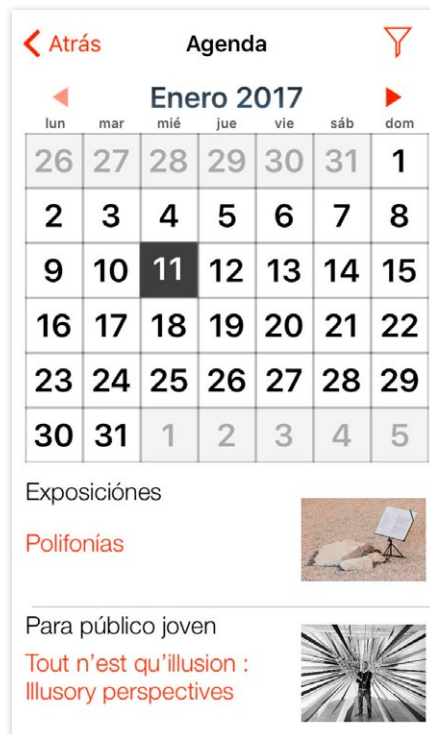 Atrás Agenda
Enero 2017
lun mar mié jue vie sáb dom
26 27 28 29 30 31 1
2 3 4 5 6 7 8
9 10 11 12 13 14 15
16 17 18 19 20 21 22
23 24 25 26 27 28 29
30 31 1 2 3 4 5
Exposiciónes
Polifonías
Para público joven
Tout n'est qu'illusion :
Illusory perspectives